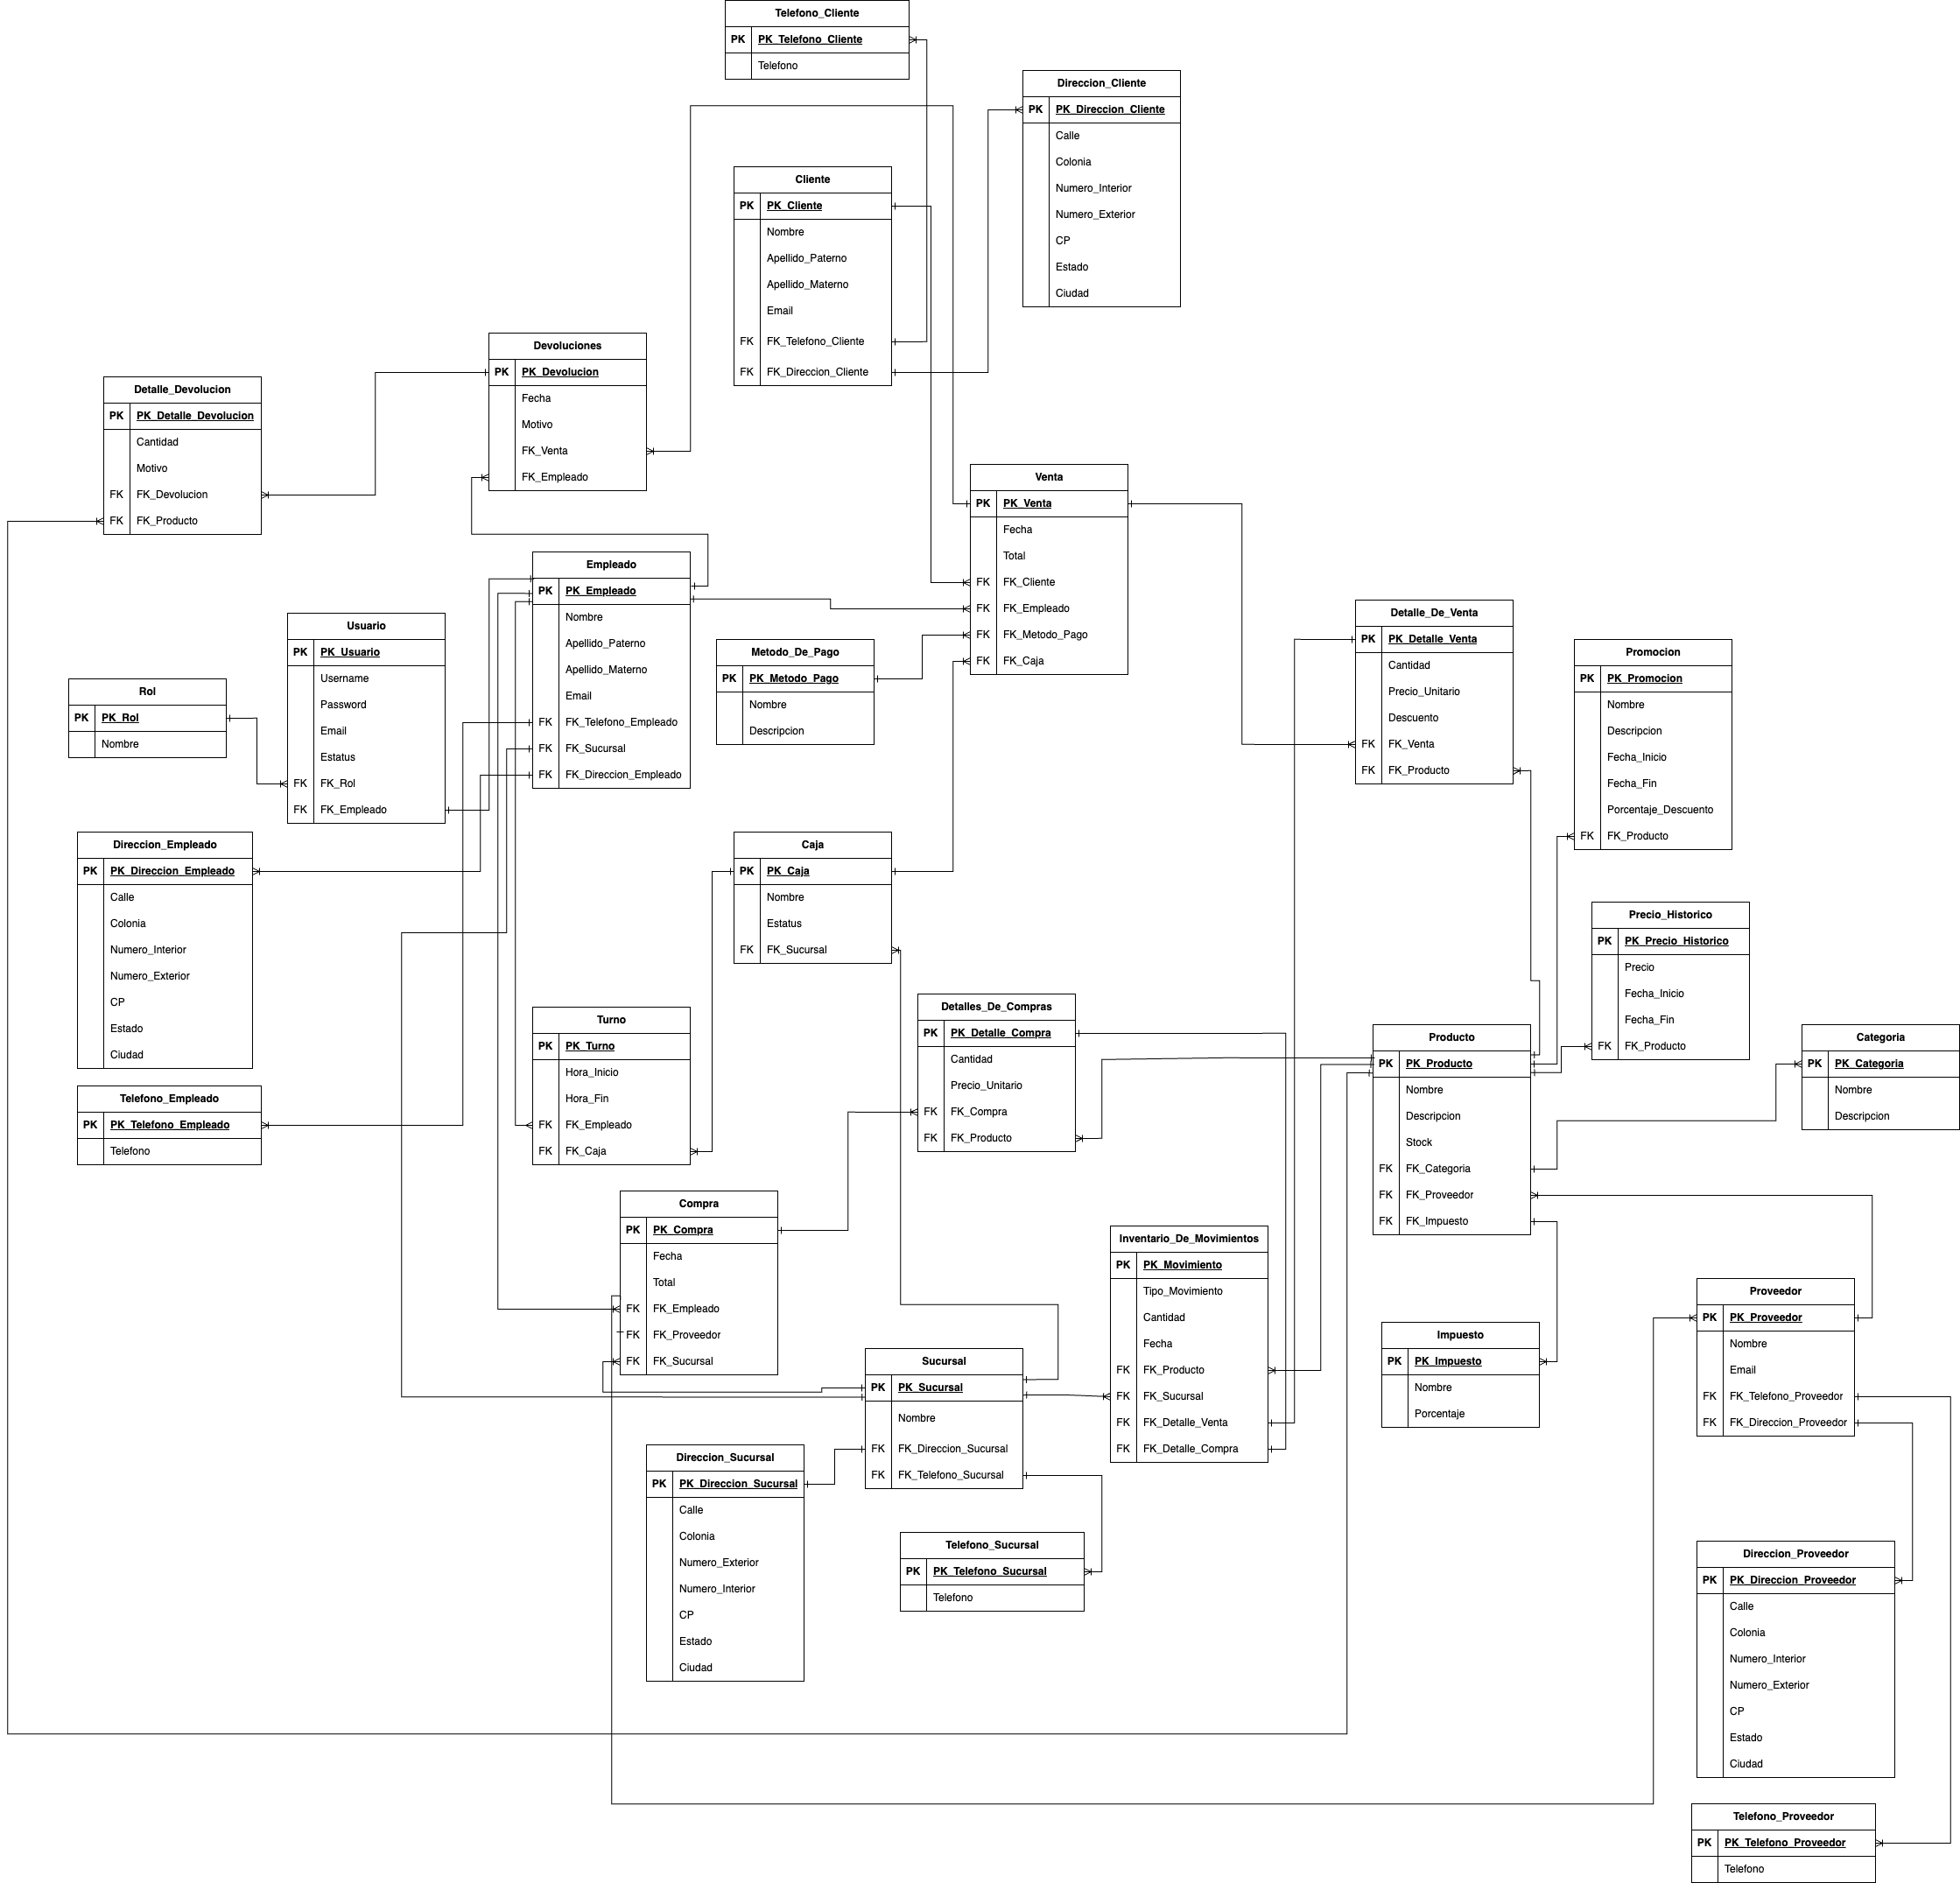 Telefono_Cliente
PK PK_Telefono_Cliente
Telefono
Direccion_Cliente
PK PK_Direccion_Cliente
Calle
Colonia
Numero_Interior
Numero_Exterior
CP
Estado
Ciudad
Cliente
PK PK_Cliente
Nombre
Apellido_Paterno
Apellido_Materno
Email
FK FK_Telefono_Cliente
FK FK_Direccion_Cliente
Devoluciones
PK PK_Devolucion
Fecha
Motivo
FK_Venta
FK_Empleado
Detalle_Devolucion
PK PK_Detalle_Devolucion
Cantidad
Motivo
FK FK_Devolucion
FK FK_Producto
Venta
PK PK_Venta
Fecha
Total
FK FK_Cliente
FK FK_Empleado
FK FK_Metodo_Pago
FK FK_Caja
Empleado
PK PK_Empleado
Nombre
Apellido_Paterno
Apellido_Materno
Email
FK FK_Telefono_Empleado
FK FK_Sucursal
FK FK_Direccion_Empleado
Detalle_De_Venta
PK PK_Detalle_Venta
Cantidad
Precio_Unitario
Descuento
FK FK_Venta
FK FK_Producto
Usuario
PK PK_Usuario
Username
Password
Email
Estatus
FK FK_Rol
FK FK_Empleado
Metodo_De_Pago
PK PK_Metodo_Pago
Nombre
Descripcion
Promocion
PK PK_Promocion
Nombre
Descripcion
Fecha_Inicio
Fecha_Fin
Porcentaje_Descuento
FK FK_Producto
Rol
PK PK_Rol
Nombre
Direccion_Empleado
PK PK_Direccion_Empleado
Calle
Colonia
Numero_Interior
Numero_Exterior
CP
Estado
Ciudad
Caja
PK PK_Caja
Nombre
Estatus
FK FK_Sucursal
Precio_Historico
PK PK_Precio_Historico
Precio
Fecha_Inicio
Fecha_Fin
FK FK_Producto
Detalles_De_Compras
PK PK_Detalle_Compra
Cantidad
Precio_Unitario
FK FK_Compra
FK FK_Producto
Turno
PK PK_Turno
Hora_Inicio
Hora_Fin
FK FK_Empleado
FK FK_Caja
Producto
PK PK_Producto
Nombre
Descripcion
Stock
FK FK_Categoria
FK FK_Proveedor
FK FK_Impuesto
Categoria
PK PK_Categoria
Nombre
Descripcion
Telefono_Empleado
PK PK_Telefono_Empleado
Telefono
Compra
PK PK_Compra
Fecha
Total
FK FK_Empleado
FK FK_Proveedor
FK FK_Sucursal
Inventario_De_Movimientos
PK PK_Movimiento
Tipo_Movimiento
Cantidad
Fecha
FK FK_Producto
FK FK_Sucursal
FK FK_Detalle_Venta
FK FK_Detalle_Compra
Proveedor
PK PK_Proveedor
Nombre
Email
FK FK_Telefono_Proveedor
FK FK_Direccion_Proveedor
Impuesto
PK PK_Impuesto
Nombre
Porcentaje
Sucursal
PK PK_Sucursal
Nombre
FK FK_Direccion_Sucursal
FK FK_Telefono_Sucursal
Direccion_Sucursal
PK PK_Direccion_Sucursal
Calle
Colonia
Numero_Exterior
Numero_Interior
CP
Estado
Ciudad
Telefono_Sucursal
PK PK_Telefono_Sucursal
Telefono
Direccion_Proveedor
PK PK_Direccion_Proveedor
Calle
Colonia
Numero_Interior
Numero_Exterior
CP
Estado
Ciudad
Telefono_Proveedor
PK PK_Telefono_Proveedor
Telefono